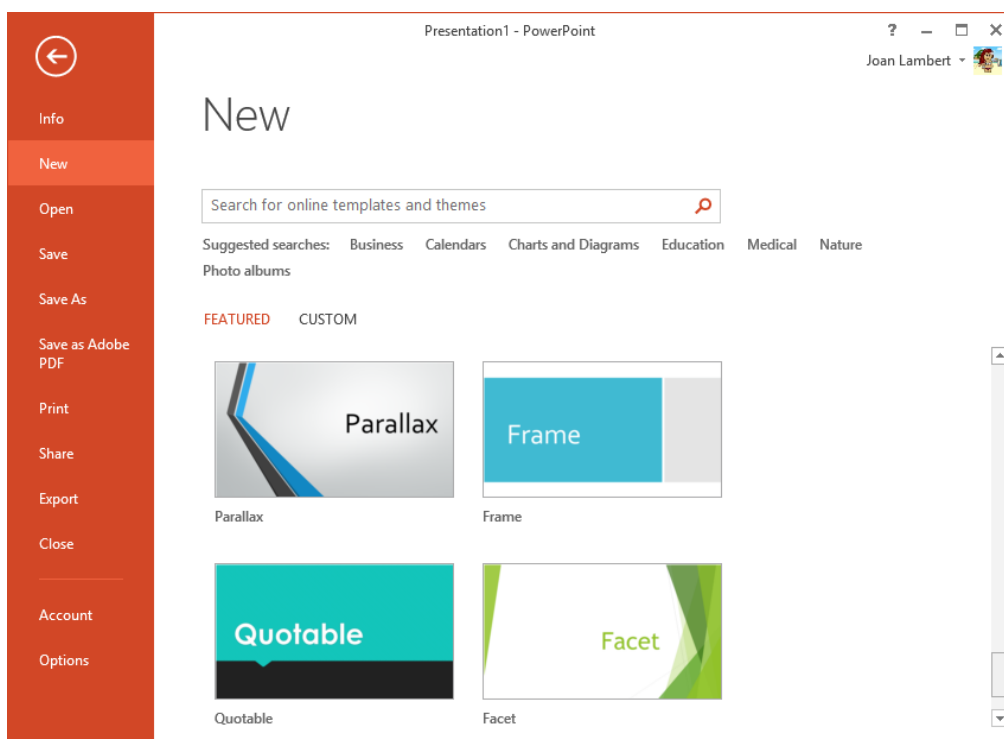 Presentation1 - PowerPoint
?
Joan Lambert
Info
New
Open
Save
Save As
Save as Adobe
PDF
Print
Share
Export
Close
Account
Options
New
Search for online templates and themes
Suggested searches: Business Calendars Charts and Diagrams Education Medical Nature
Photo albums
FEATURED CUSTOM
Parallax
Frame
Parallax
Frame
Quotable
Facet
Quotable
Facet